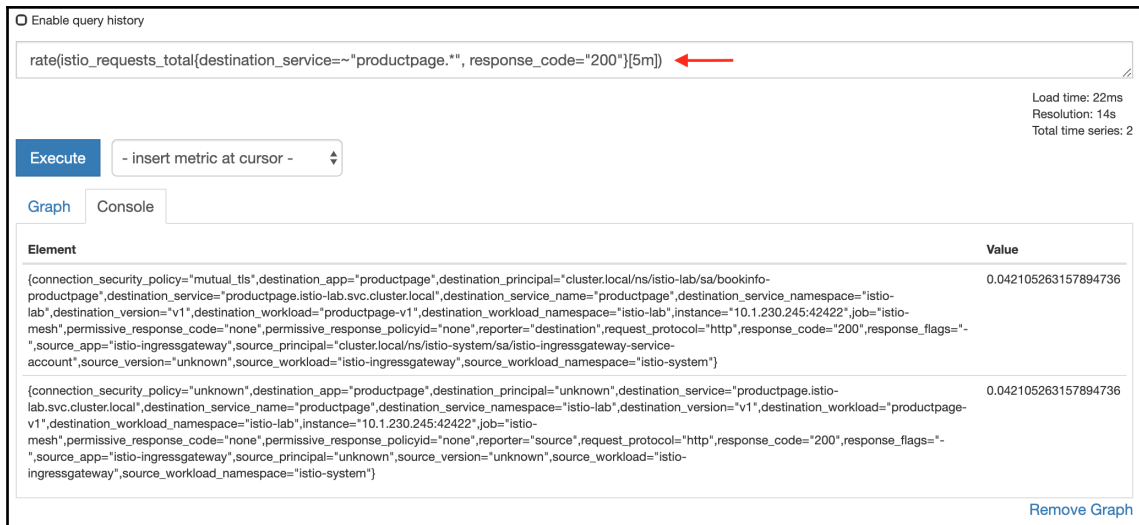 Enable query history
rate(istio_requests_total{destination_service=~"productpage.*", response_code="200"}[5m])
Load time: 22ms
Resolution: 14s
Total time series: 2
Execute
- insert metric at cursor -
Graph Console
Element Value
{connection_security_policy="mutual_tls",destination_app="productpage",destination_principal="cluster.local/ns/istio-lab/sa/bookinfo- 0.042105263157894736
productpage",destination_service="productpage.istio-lab.svc.cluster.local",destination_service_name="productpage",destination_service_namespace="istio-
lab",destination_version="v1",destination_workload="productpage-v1",destination_workload_namespace="istio-lab",instance="10.1.230.245:42422",job="istio-
mesh",permissive_response_code="none",permissive_response_policyid="none",reporter="destination",request_protocol="http",response_code="200",response_flags="-
",source_app="istio-ingressgateway",source_principal="cluster.local/ns/istio-system/sa/istio-ingressgateway-service-
account",source_version="unknown",source_workload="istio-ingressgateway",source_workload_namespace="istio-system"}
{connection_security_policy="unknown",destination_app="productpage",destination_principal="unknown",destination_service="productpage.istio- 0.042105263157894736
lab.svc.cluster.local",destination_service_name="productpage",destination_service_namespace="istio-lab",destination_version="v1",destination_workload="productpage-
v1",destination_workload_namespace="istio-lab",instance="10.1.230.245:42422",job="istio-
mesh",permissive_response_code="none",permissive_response_policyid="none",reporter="source",request_protocol="http",response_code="200",response_flags="-
",source_app="istio-ingressgateway",source_principal="unknown",source_version="unknown",source_workload="istio-
ingressgateway",source_workload_namespace="istio-system"}
Remove Graph